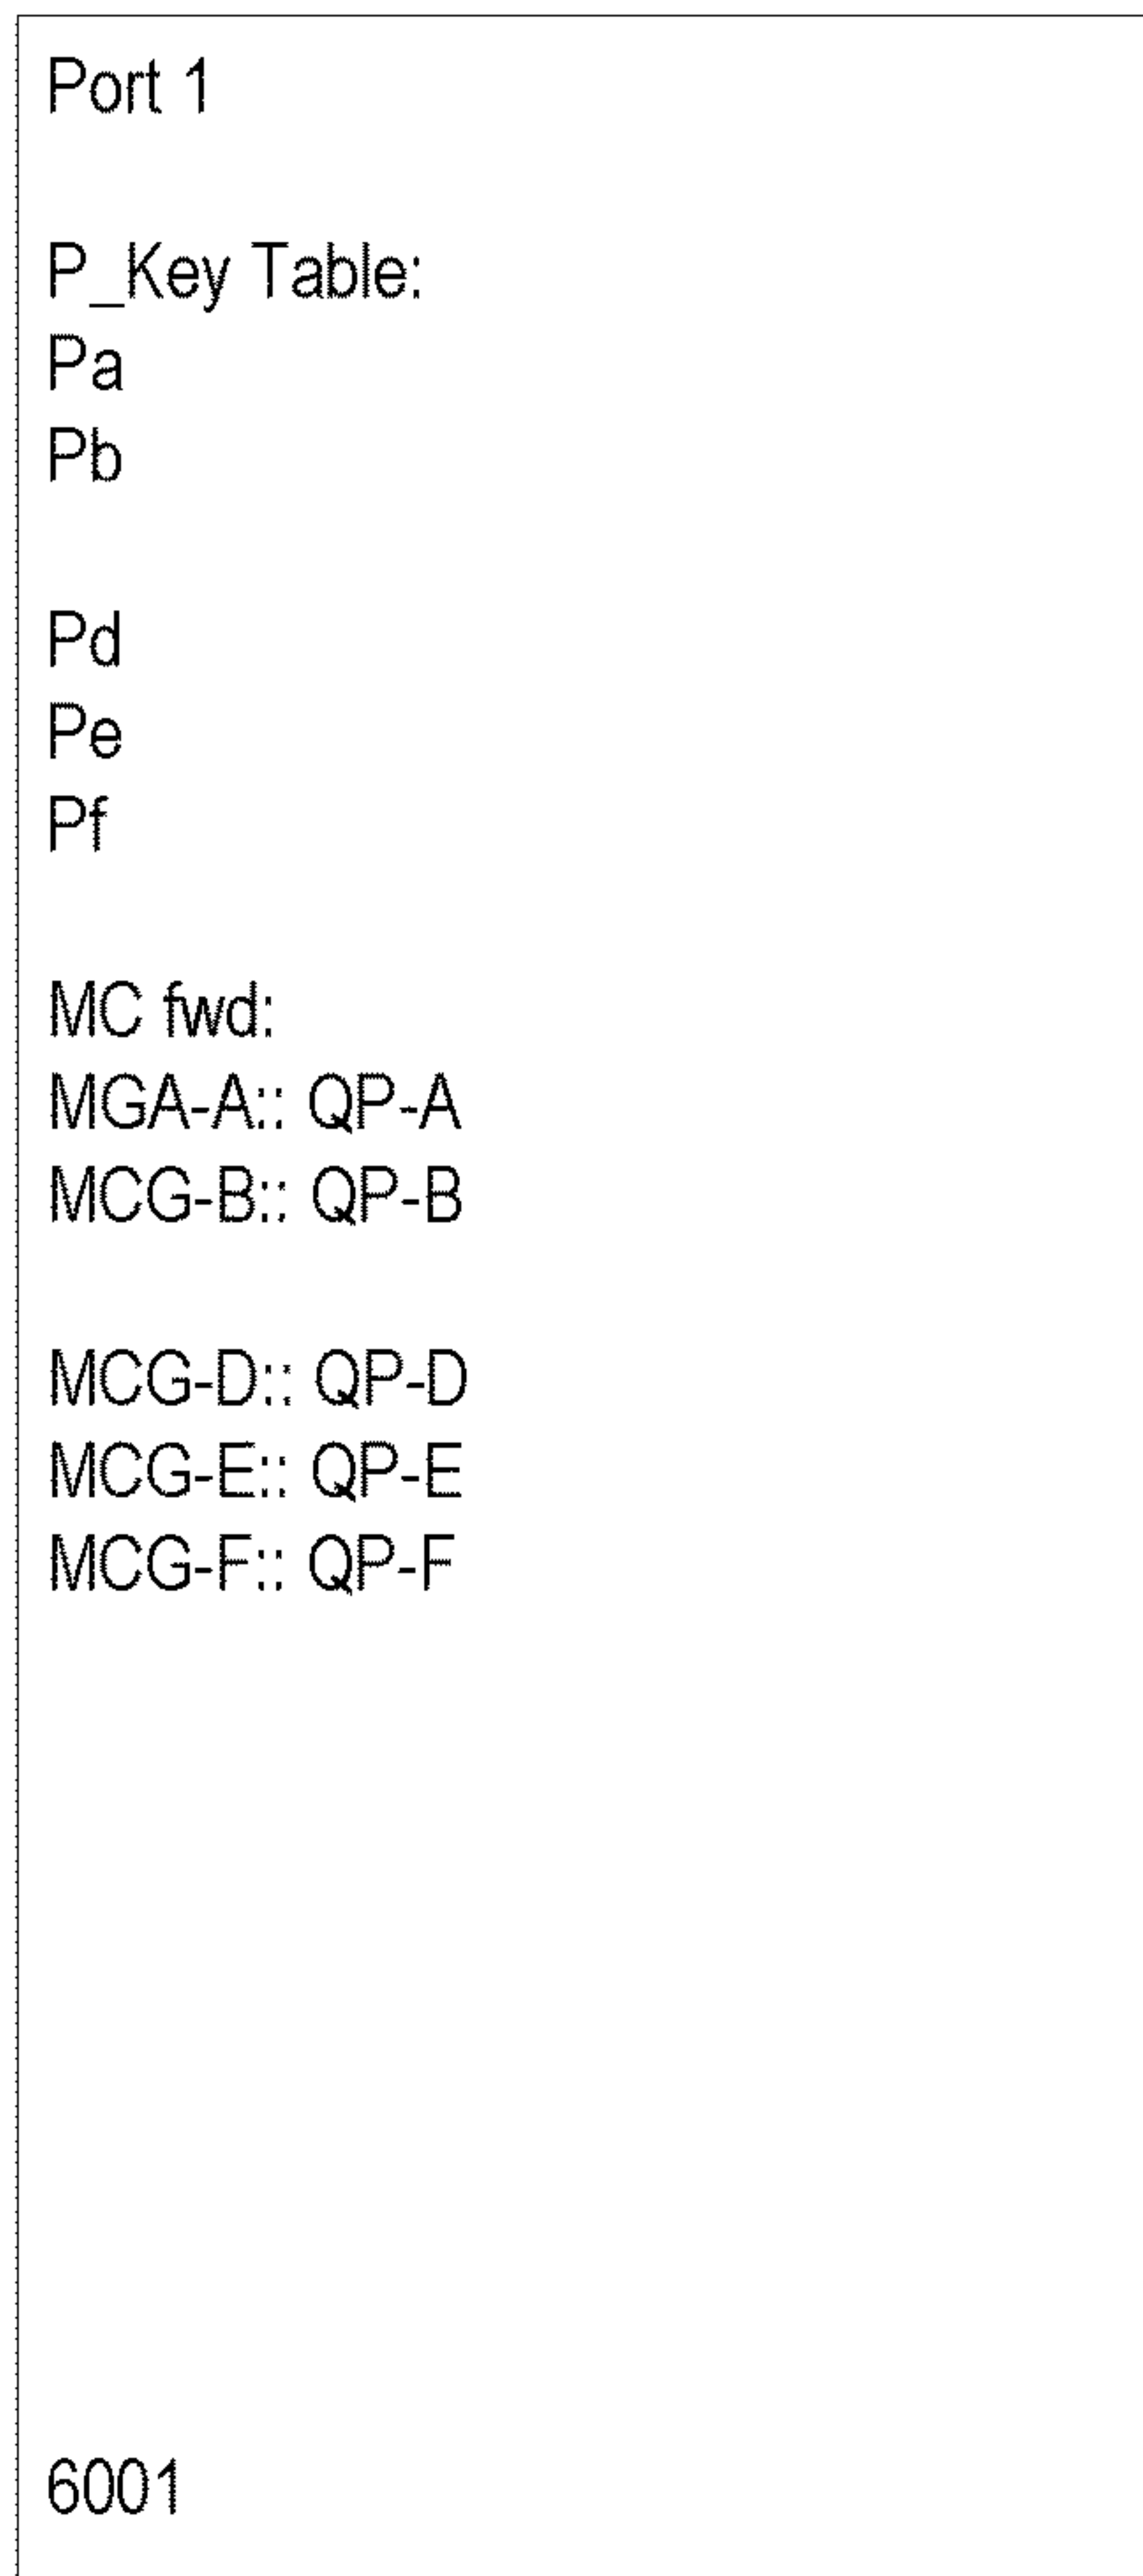 Port 1
P_Key Table:
Pa
Pb
Pd
Pe
Pf
MC fwd:
MGA-A:: QP-A
MCG-B:: QP-B
MCG-D:: QP-D
MCG-E:: QP-E
MCG-F:: QP-F
6001